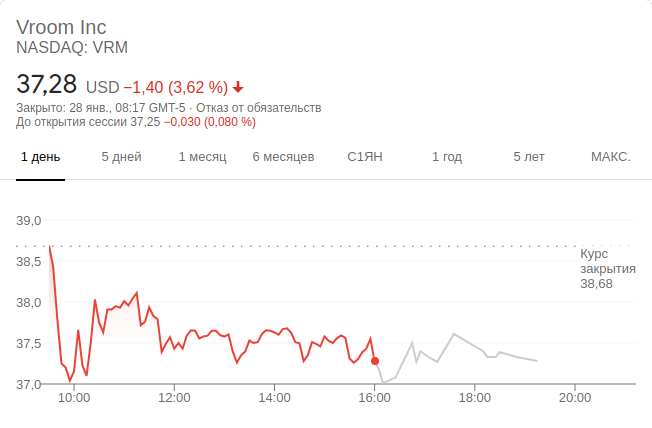 Vroom Inc
NASDAQ: VRM
37,28 USD −1,40 (3,62 %)
Закрыто: 28 янв., 08:17 GMT-5 · Отказ от обязательств
До открытия сессии 37,25 −0,030 (0,080 %)
1 день 5 дней 1 месяц 6 месяцев С1ЯН 1 год 5 лет МАКС.
39,0
38,5
38,0
37,5
37,0
Курс
закрытия
38,68
10:00 12:00 14:00 16:00 18:00 20:00